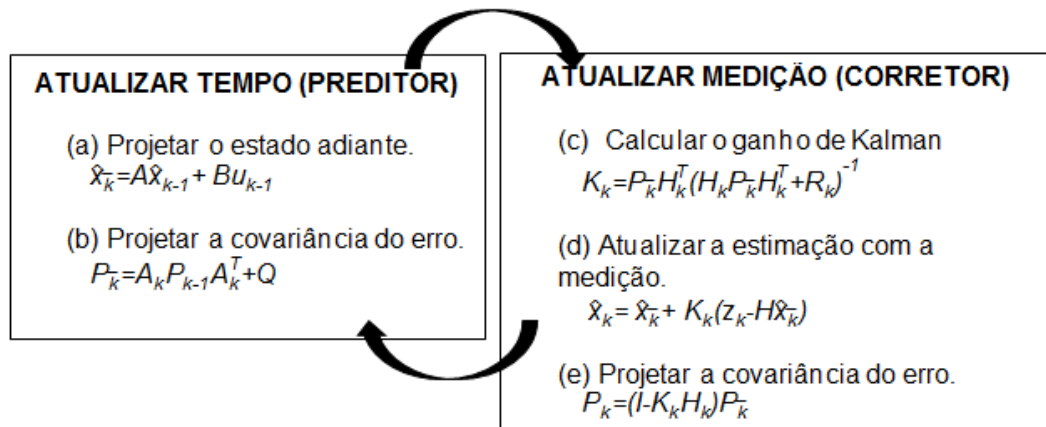 ATUALIZAR TEMPO (PREDITOR)
(a) Projetar o estado adiante.
x̂ₖ⁻=Ax̂ₖ₋₁+ Buₖ₋₁
(b) Projetar a covariância do erro.
Pₖ⁻=AₖPₖ₋₁Aₖᵀ+Q
ATUALIZAR MEDIÇÃO (CORRETOR)
(c) Calcular o ganho de Kalman
Kₖ=Pₖ⁻Hₖᵀ(HₖPₖ⁻Hₖᵀ+Rₖ)⁻¹
(d) Atualizar a estimação com a
medição.
x̂ₖ= x̂ₖ⁻+ Kₖ(zₖ-Hx̂ₖ⁻)
(e) Projetar a covariância do erro.
Pₖ=(I-KₖHₖ)Pₖ⁻